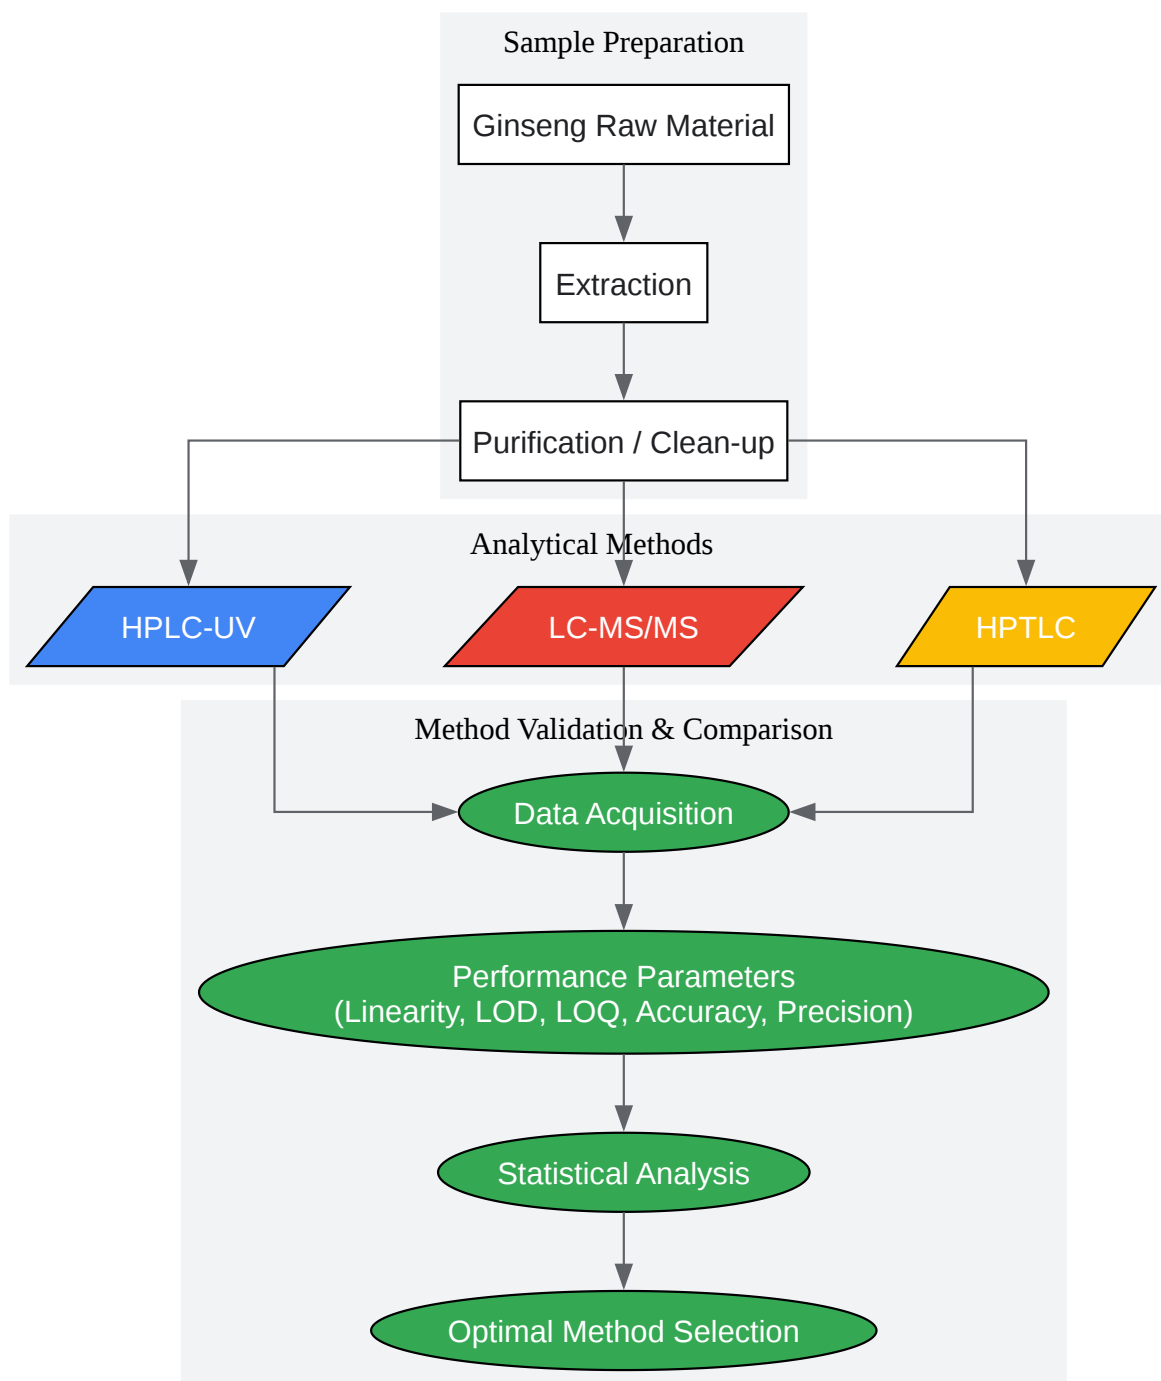 Sample Preparation
Ginseng Raw Material
Extraction
Purification / Clean-up
Analytical Methods
HPLC-UV
LC-MS/MS
HPTLC
Method Validation & Comparison
Data Acquisition
Performance Parameters
(Linearity, LOD, LOQ, Accuracy, Precision)
Statistical Analysis
Optimal Method Selection